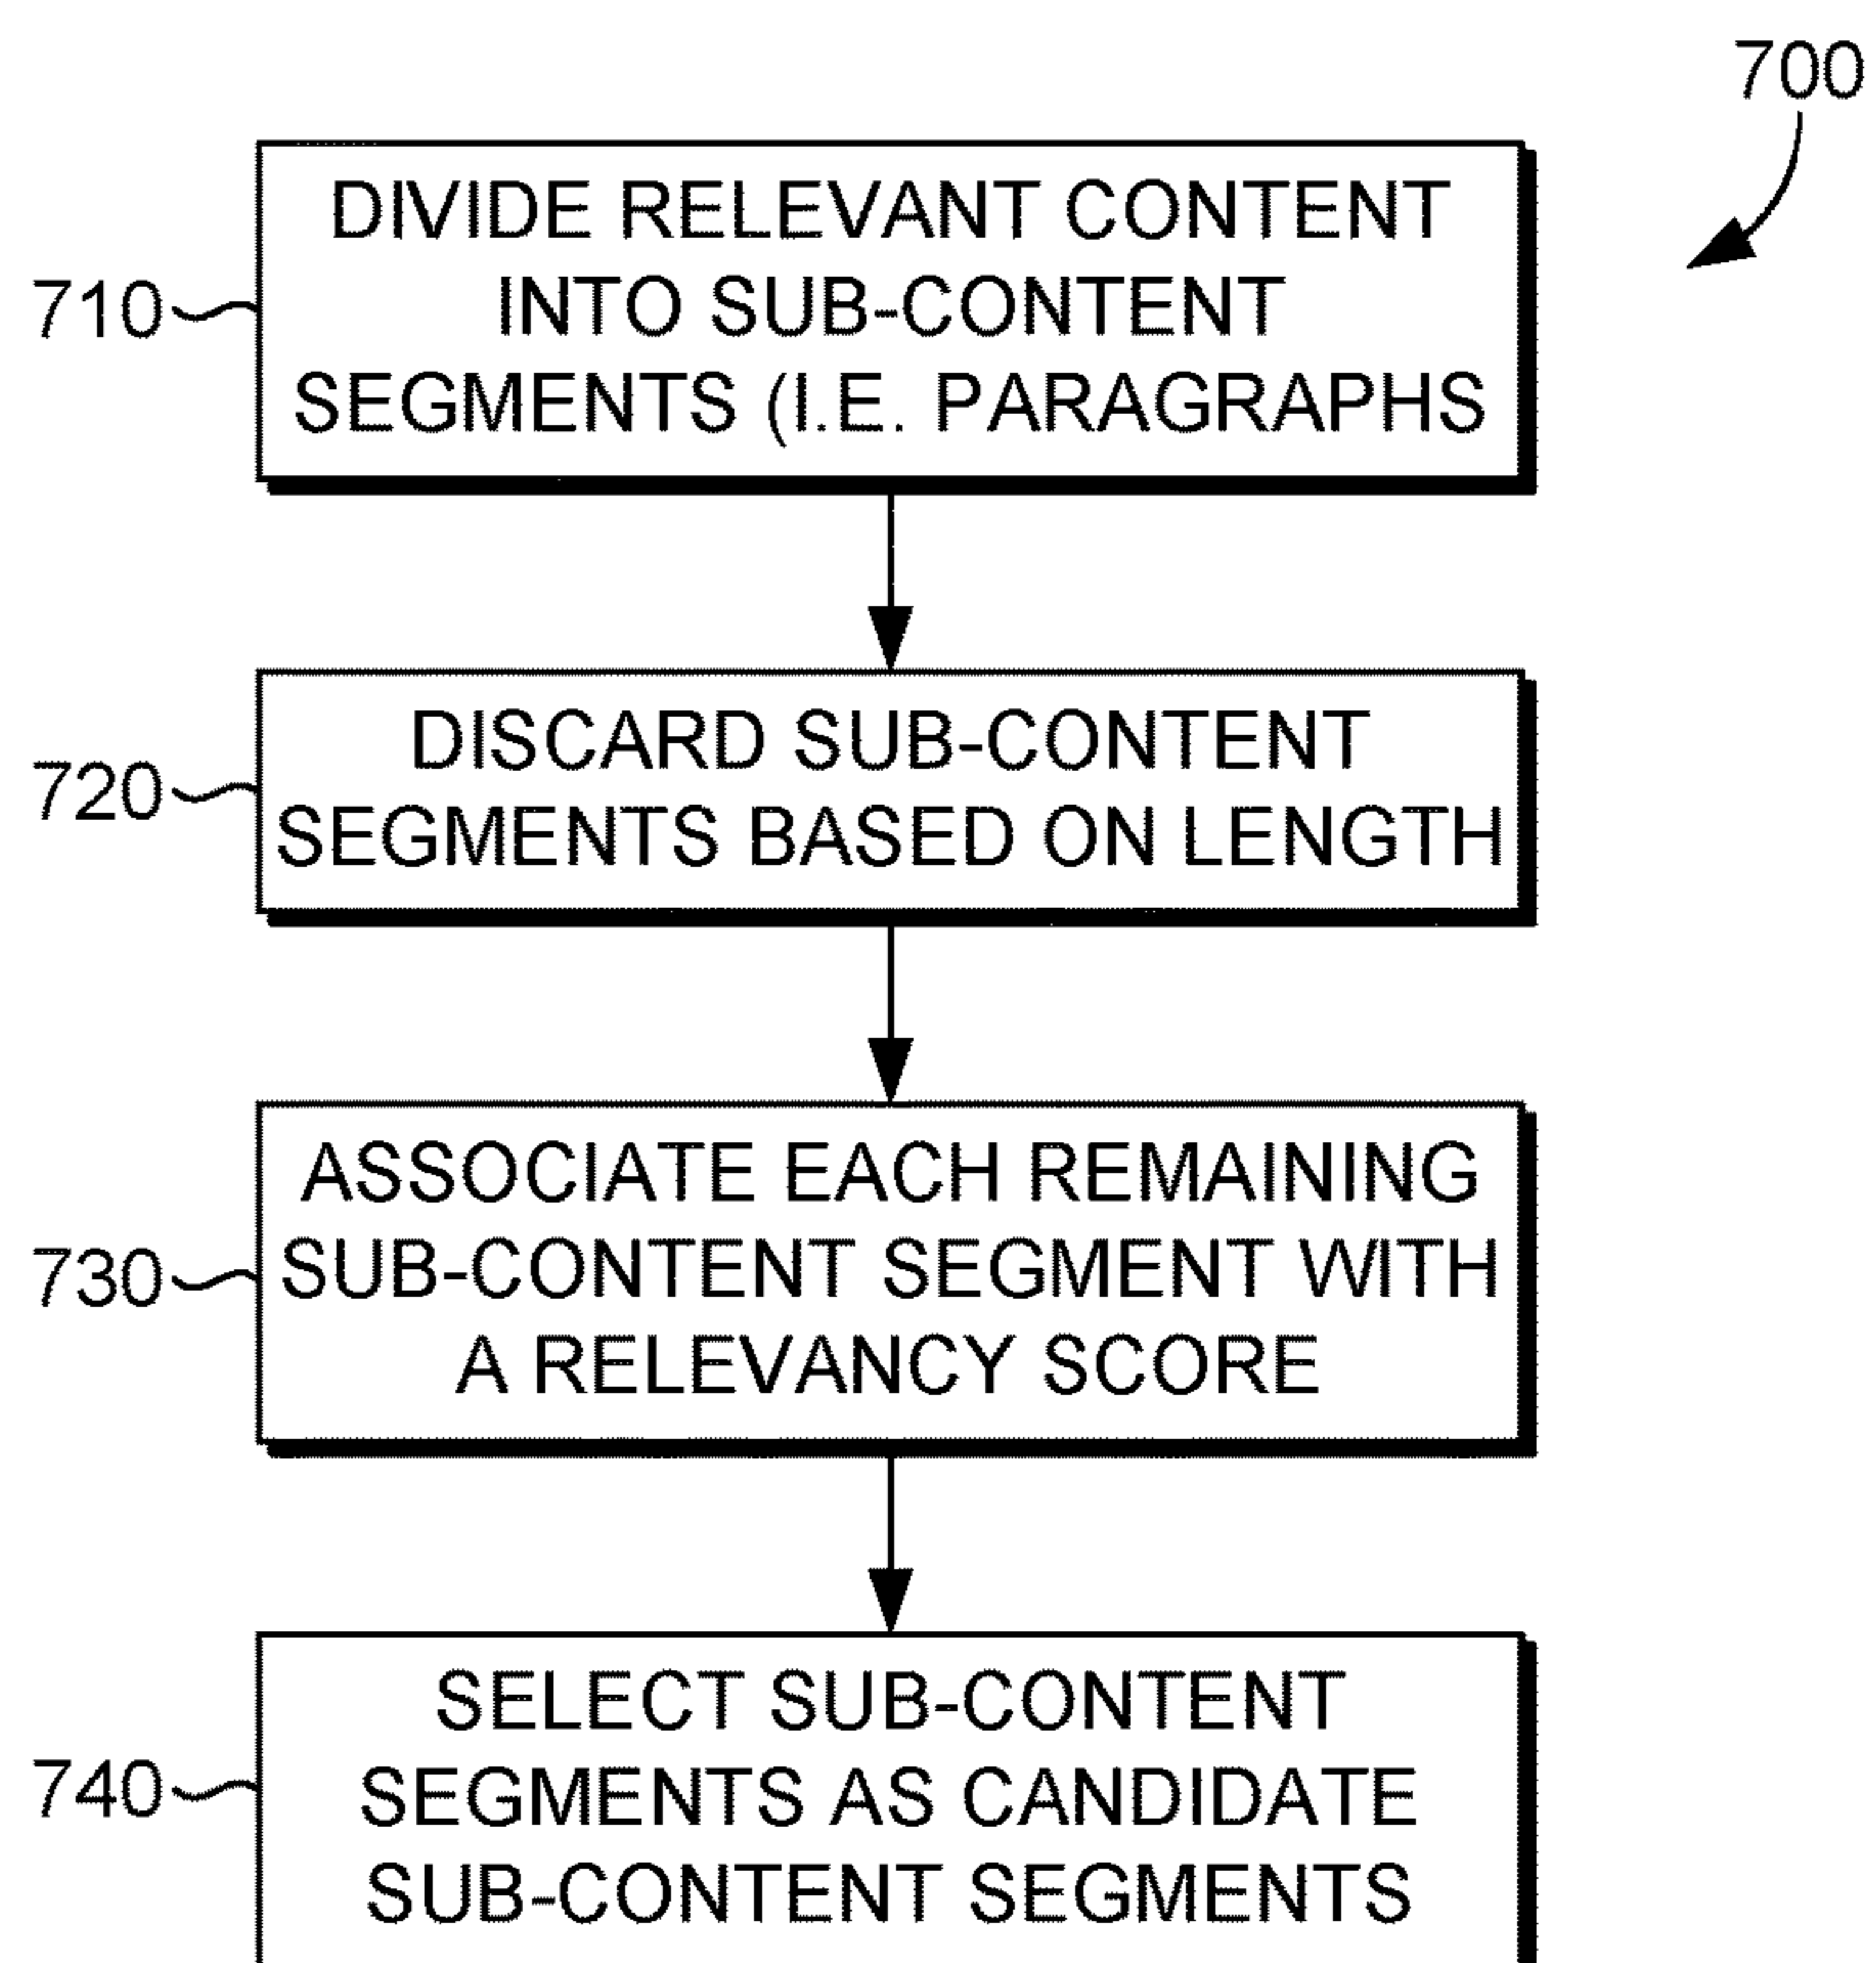 700
710
DIVIDE RELEVANT CONTENT
INTO SUB-CONTENT
SEGMENTS (I.E. PARAGRAPHS
720
DISCARD SUB-CONTENT
SEGMENTS BASED ON LENGTH
730
ASSOCIATE EACH REMAINING
SUB-CONTENT SEGMENT WITH
A RELEVANCY SCORE
740
SELECT SUB-CONTENT
SEGMENTS AS CANDIDATE
SUB-CONTENT SEGMENTS